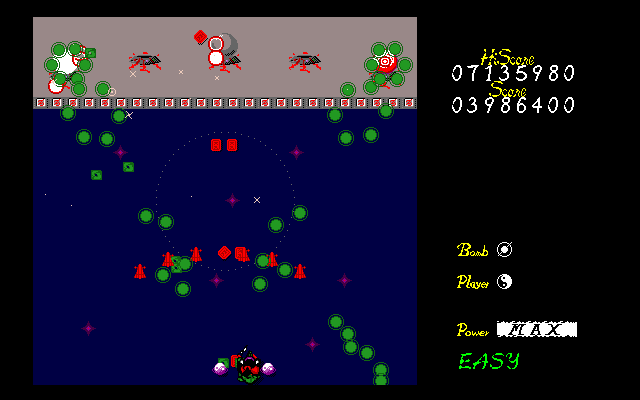 HiScore
07135980
Score
03986400
Bomb
Player
Power MAX
EASY